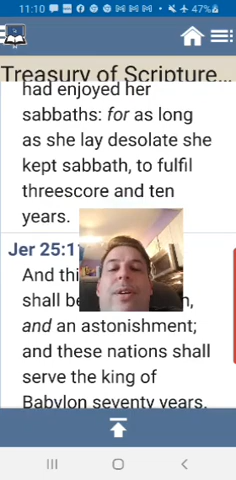 11:10 47%
Treasury of Scripture...
had enjoyed her
sabbaths: for as long
as she lay desolate she
kept sabbath, to fulfil
threescore and ten
years.
Jer 25:1
And thi
shall be n,
and an astonishment;
and these nations shall
serve the king of
Babylon seventy years.